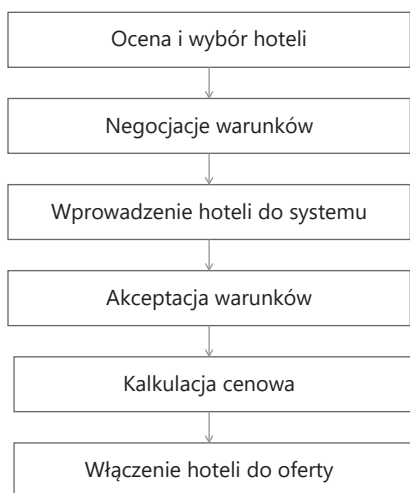 Ocena i wybór hoteli
Negocjacje warunków
Wprowadzenie hoteli do systemu
Akceptacja warunków
Kalkulacja cenowa
Włączenie hoteli do oferty